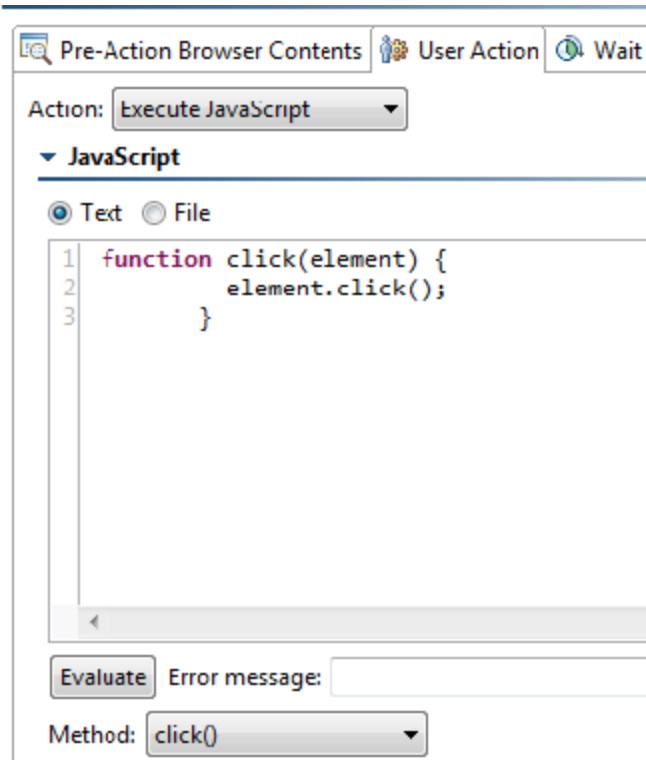 Pre-Action Browser Contents User Action Wait
Action: Execute JavaScript
JavaScript
Text File
1 function click(element) {
2 element.click();
3 }
Evaluate Error message:
Method: click()